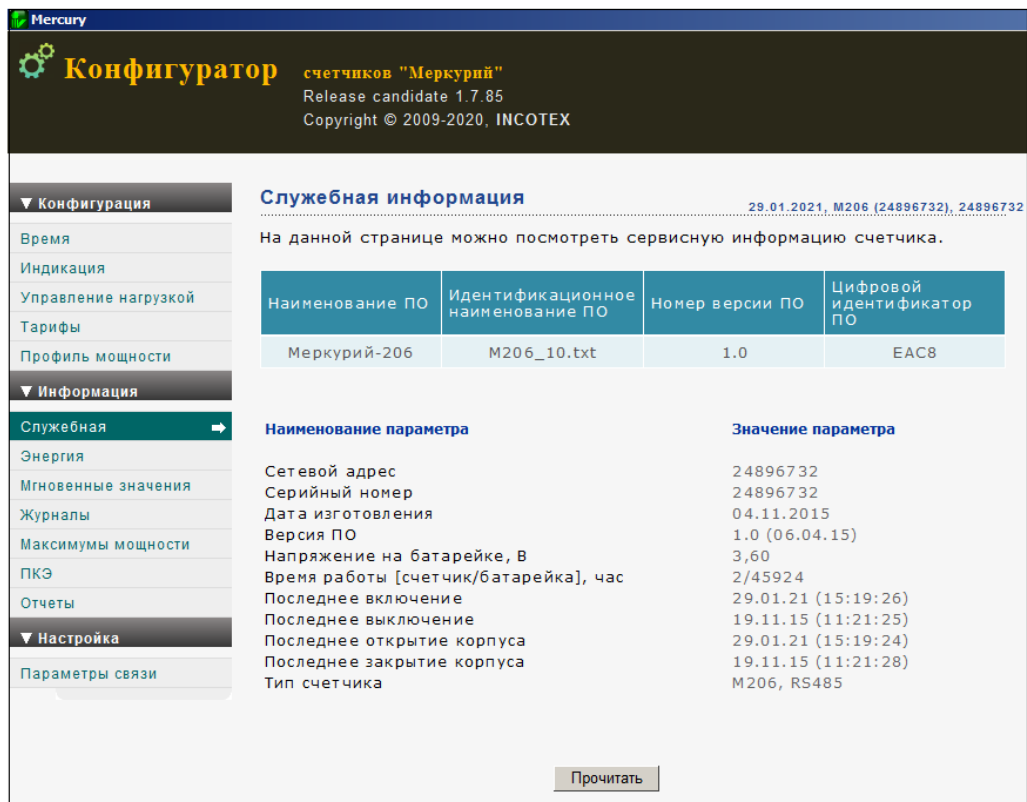 Mercury
Конфигуратор счетчиков "Меркурий"
Release candidate 1.7.85
Copyright © 2009-2020, INCOTEX
▼ Конфигурация
Время
Индикация
Управление нагрузкой
Тарифы
Профиль мощности
▼ Информация
Служебная
Энергия
Мгновенные значения
Журналы
Максимумы мощности
ПКЭ
Отчеты
▼ Настройка
Параметры связи
Служебная информация
29.01.2021, M206 (24896732), 24896732
На данной странице можно посмотреть сервисную информацию счетчика.
Наименование ПО Идентификационное наименование ПО Номер версии ПО Цифровой идентификатор ПО
Меркурий-206 M206_10.txt 1.0 EAC8
Наименование параметра Значение параметра
Сетевой адрес 24896732
Серийный номер 24896732
Дата изготовления 04.11.2015
Версия ПО 1.0 (06.04.15)
Напряжение на батарейке, В 3,60
Время работы [счетчик/батарейка], час 2/45924
Последнее включение 29.01.21 (15:19:26)
Последнее выключение 19.11.15 (11:21:25)
Последнее открытие корпуса 29.01.21 (15:19:24)
Последнее закрытие корпуса 19.11.15 (11:21:28)
Тип счетчика M206, RS485
Прочитать